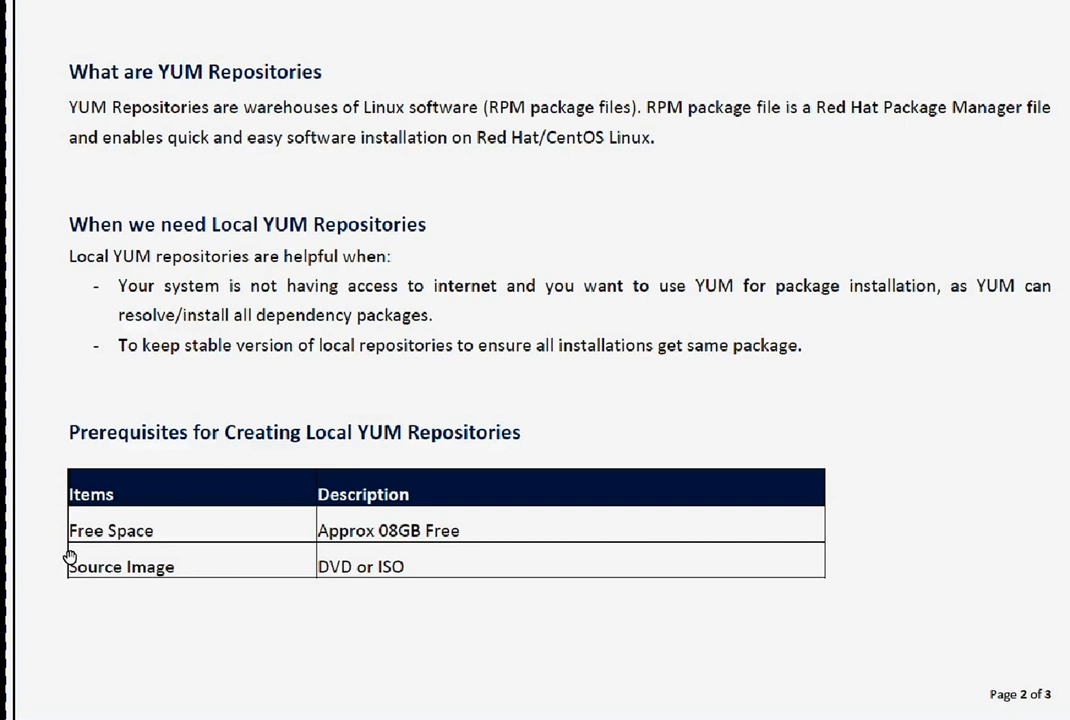 What are YUM Repositories
YUM Repositories are warehouses of Linux software (RPM package files). RPM package file is a Red Hat Package Manager file
and enables quick and easy software installation on Red Hat/CentOS Linux.
When we need Local YUM Repositories
Local YUM repositories are helpful when:
- Your system is not having access to internet and you want to use YUM for package installation, as YUM can
resolve/install all dependency packages.
- To keep stable version of local repositories to ensure all installations get same package.
Prerequisites for Creating Local YUM Repositories
Items Description
Free Space Approx 08GB Free
Source Image DVD or ISO
Page 2 of 3